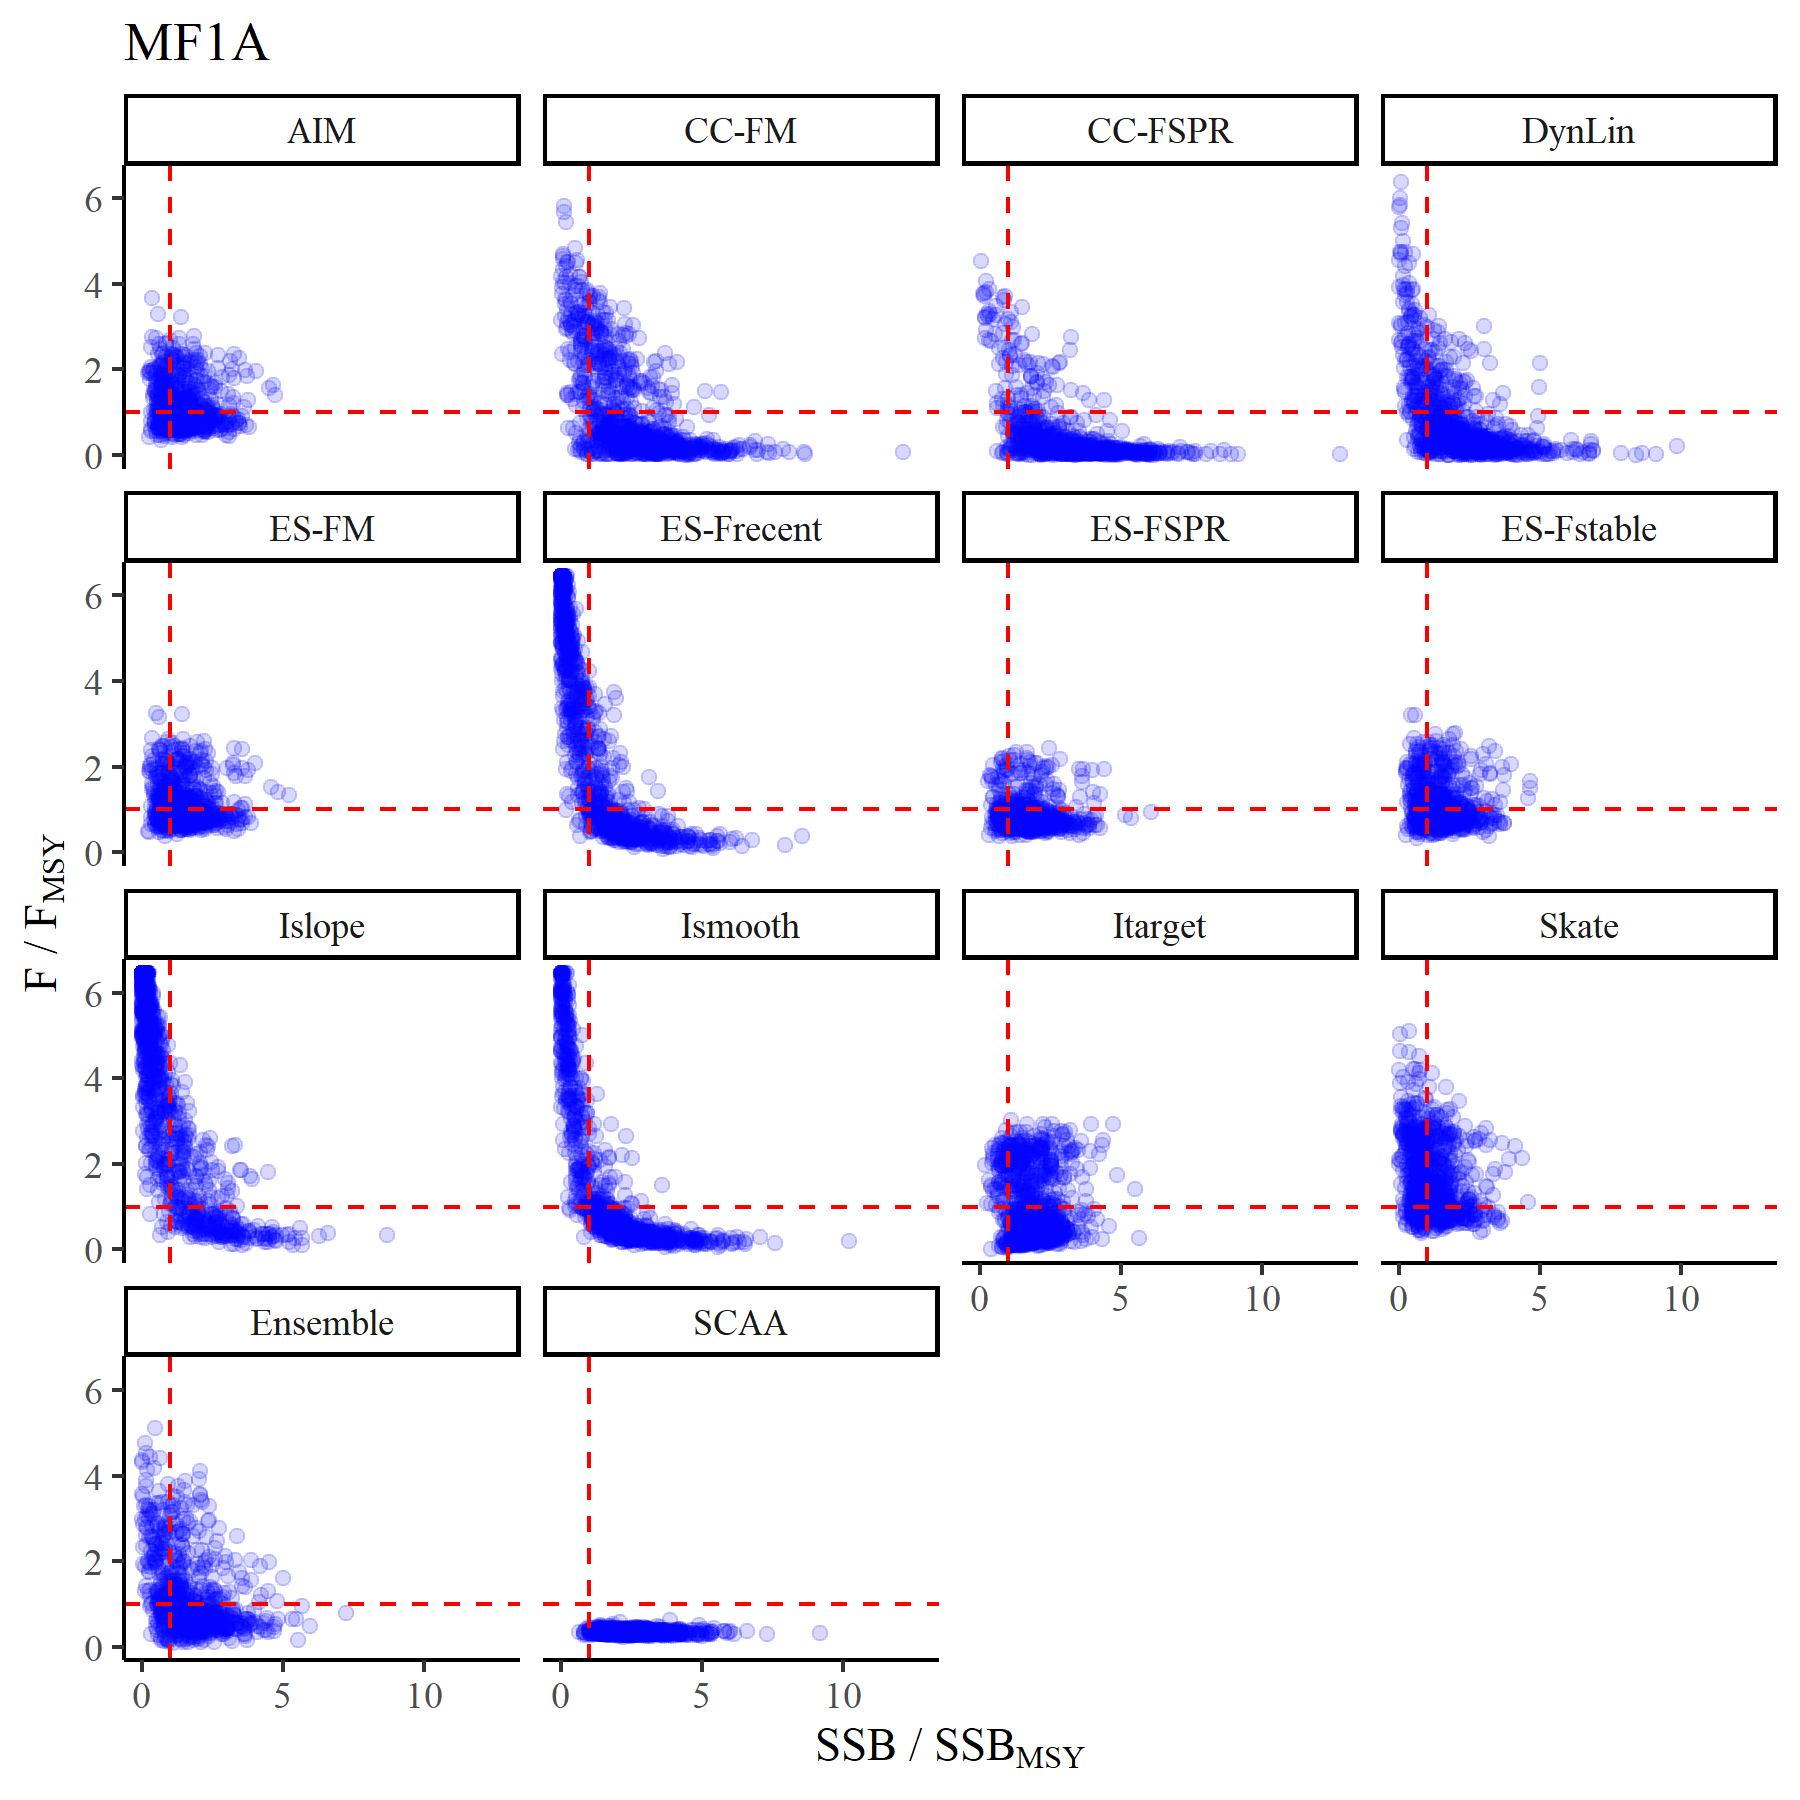 MF1A
AIM CC-FM CC-FSPR DynLin
6
4
2
0
ES-FM ES-Frecent ES-FSPR ES-Fstable
6
4
2
0
F / FMSY
Islope Ismooth Itarget Skate
6
4
2
0
0 5 10 0 5 10
Ensemble SCAA
6
4
2
0
0 5 10 0 5 10
SSB / SSBMSY